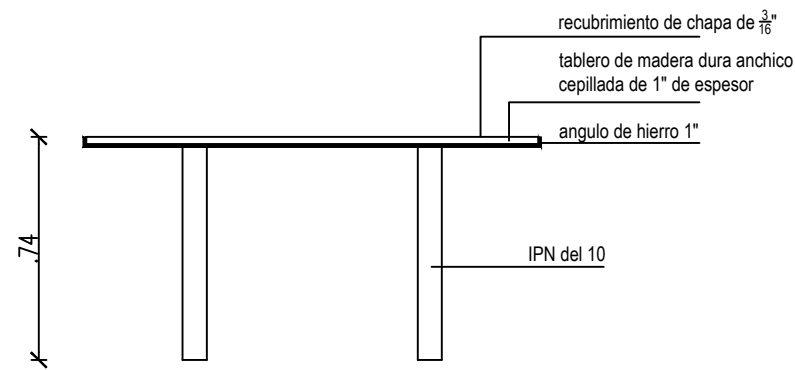 recubrimiento de chapa de 3/16"
tablero de madera dura anchico
cepillada de 1" de espesor
angulo de hierro 1"
.74
IPN del 10